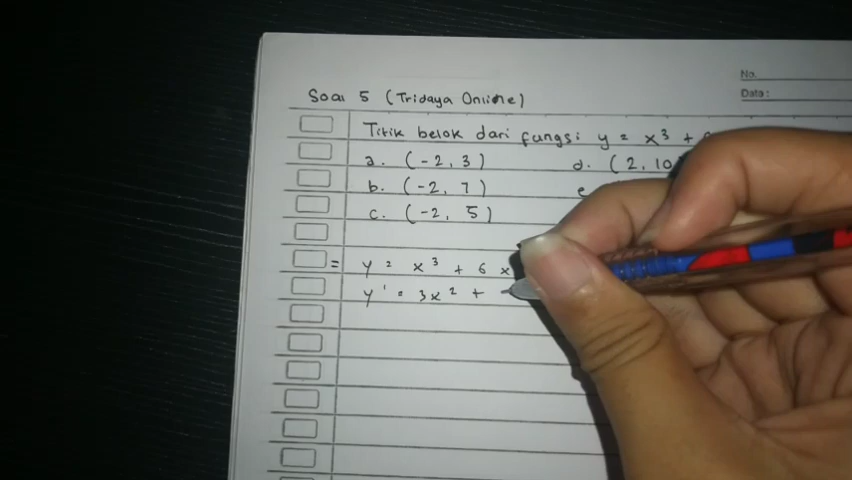 No.
Date:
Soal 5 (Tridaya Online)
Titik belok dari fungsi y = x³ +
a. (-2, 3)
d. (2, 10
b. (-2, 7)
e
c. (-2, 5)
= y = x³ + 6 x
y' = 3x² +